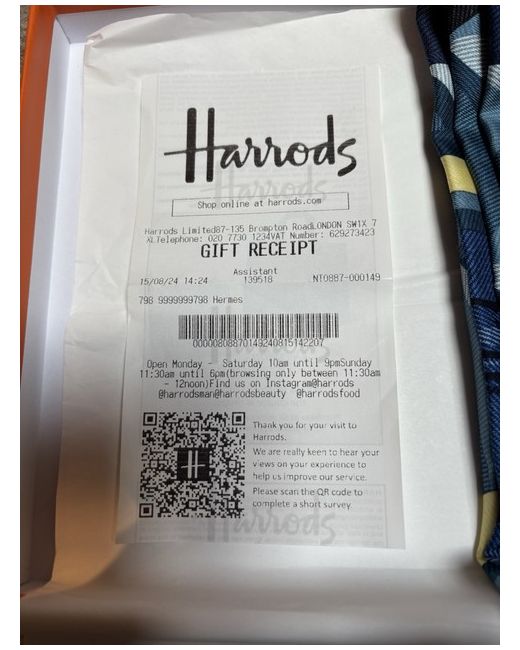 Harrods
Shop online at harrods.com
Harrods Limited87-135 Brompton RoadLONDON SW1X 7
XLTelephone: 020 7730 1234VAT Number: 629273423
GIFT RECEIPT
Assistant
15/08/24 14:24 139518 NT0887-000149
798 9999999798 Hermes
0000080887014924081514220​7
Open Monday - Saturday 10am until 9pmSunday
11:30am until 6pm(browsing only between 11:30am
- 12noon)Find us on Instagram@harrods
@harrodsman@harrodsbeauty @harrodsfood
Thank you for your visit to
Harrods.
We are really keen to hear your
views on your experience to
help us improve our service.
Please scan the QR code to
complete a short survey
H
Harrods